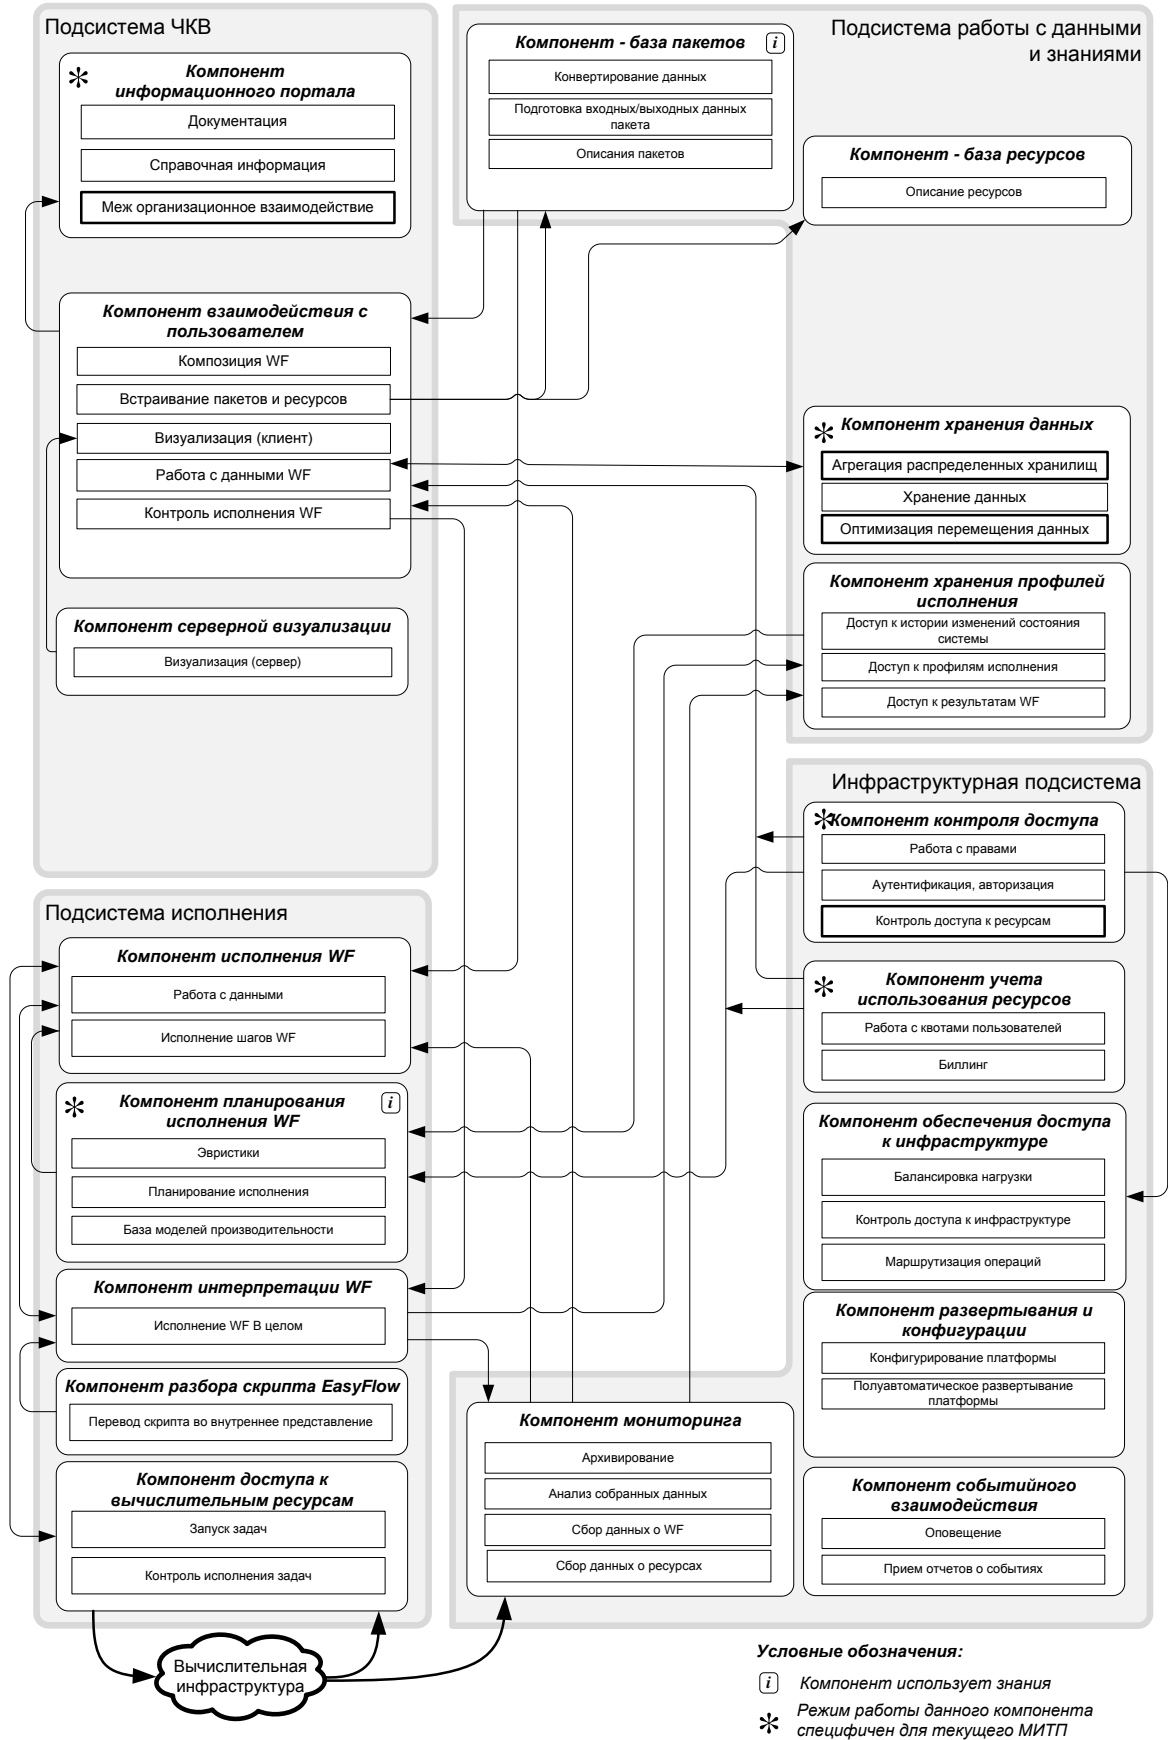 Подсистема ЧКВ
Компонент
информационного портала
Документация
Справочная информация
Меж организационное взаимодействие
Компонент взаимодействия с
пользователем
Композиция WF
Встраивание пакетов и ресурсов
Визуализация (клиент)
Работа с данными WF
Контроль исполнения WF
Компонент серверной визуализации
Визуализация (сервер)
Подсистема работы с данными
и знаниями
Компонент - база пакетов
i
Конвертирование данных
Подготовка входных/выходных данных
пакета
Описания пакетов
Компонент - база ресурсов
Описание ресурсов
Компонент хранения данных
Агрегация распределенных хранилищ
Хранение данных
Оптимизация перемещения данных
Компонент хранения профилей
исполнения
Доступ к истории изменений состояния
системы
Доступ к профилям исполнения
Доступ к результатам WF
Подсистема исполнения
Компонент исполнения WF
Работа с данными
Исполнение шагов WF
Компонент планирования
исполнения WF
i
Эвристики
Планирование исполнения
База моделей производительности
Компонент интерпретации WF
Исполнение WF В целом
Компонент разбора скрипта EasyFlow
Перевод скрипта во внутреннее представление
Компонент доступа к
вычислительным ресурсам
Запуск задач
Контроль исполнения задач
Вычислительная
инфраструктура
Инфраструктурная подсистема
Компонент контроля доступа
Работа с правами
Аутентификация, авторизация
Контроль доступа к ресурсам
Компонент учета
использования ресурсов
Работа с квотами пользователей
Биллинг
Компонент обеспечения доступа
к инфраструктуре
Балансировка нагрузки
Контроль доступа к инфраструктуре
Маршрутизация операций
Компонент развертывания и
конфигурации
Конфигурирование платформы
Полуавтоматическое развертывание
платформы
Компонент мониторинга
Архивирование
Анализ собранных данных
Сбор данных о WF
Сбор данных о ресурсах
Компонент событийного
взаимодействия
Оповещение
Прием отчетов о событиях
Условные обозначения:
i Компонент использует знания
Режим работы данного компонента
специфичен для текущего МИТП